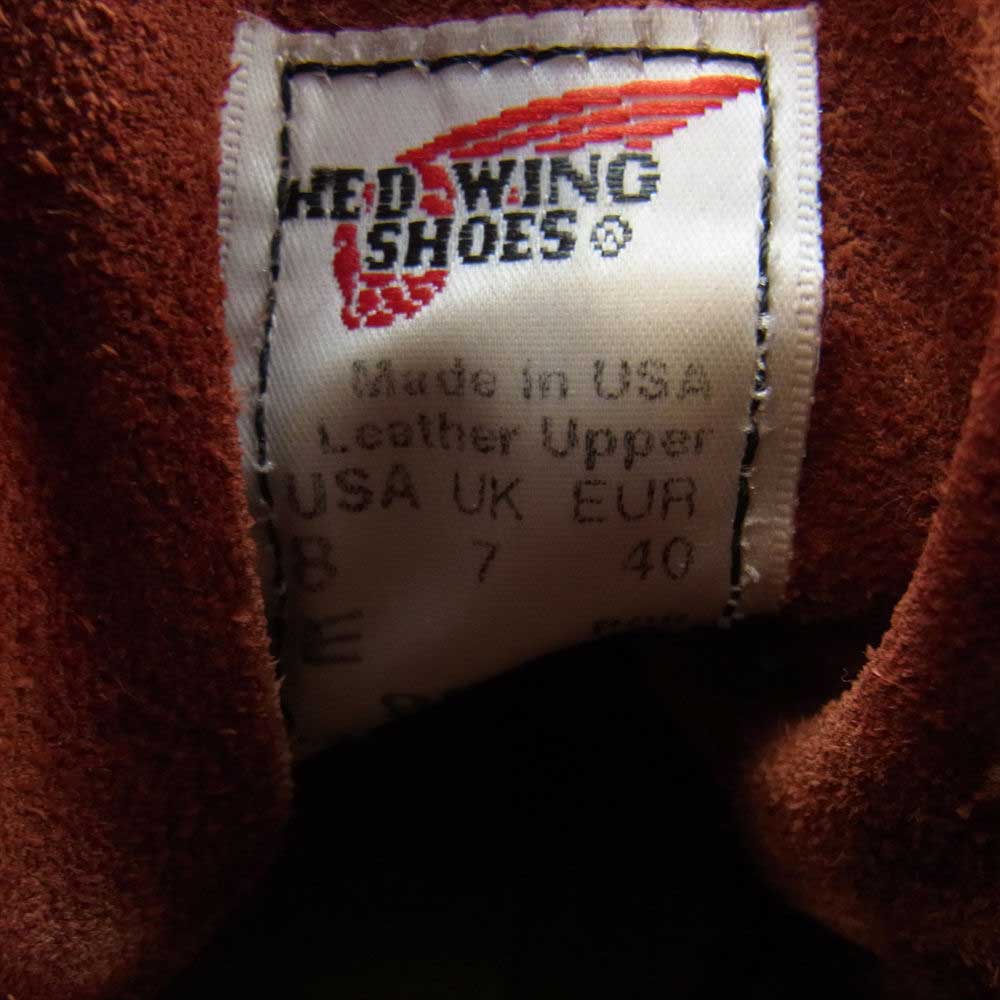 RED WING
SHOES ®
Made in USA
Leather Upper
USA UK EUR
8 7 40
E